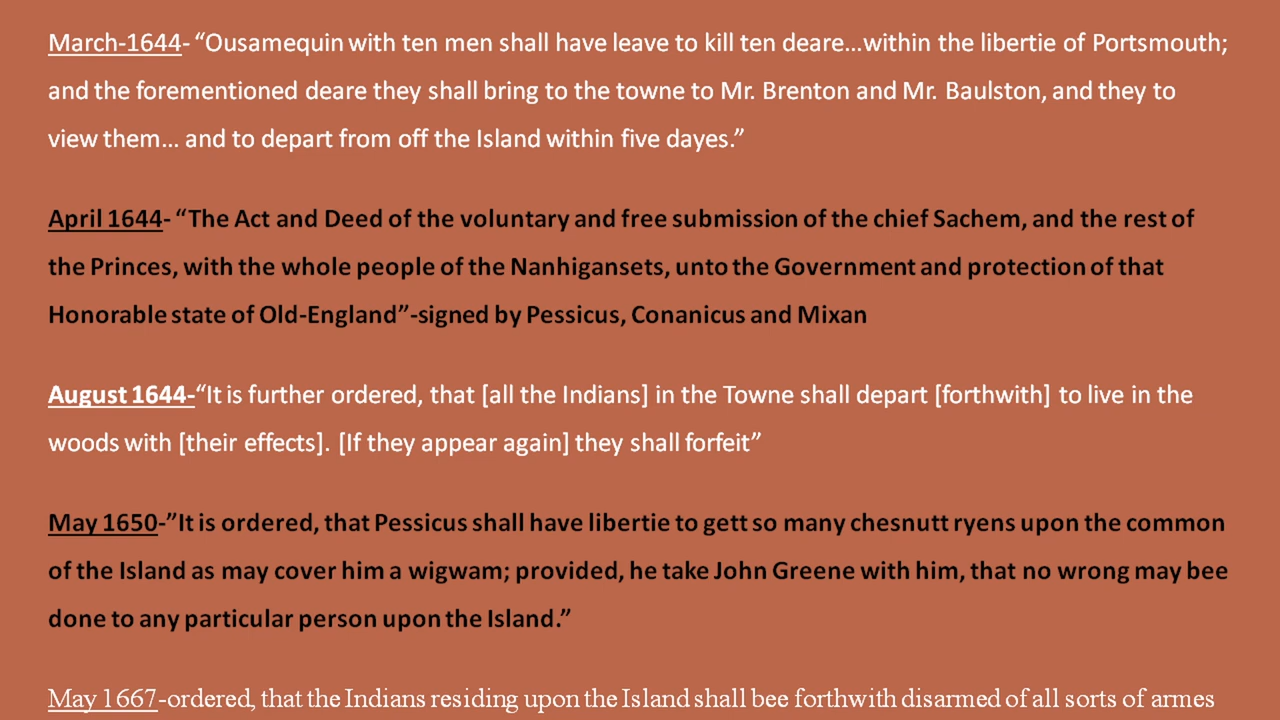 March-1644- “Ousamequin with ten men shall have leave to kill ten deare…within the libertie of Portsmouth;
and the forementioned deare they shall bring to the towne to Mr. Brenton and Mr. Baulston, and they to
view them… and to depart from off the Island within five dayes.”
April 1644- “The Act and Deed of the voluntary and free submission of the chief Sachem, and the rest of
the Princes, with the whole people of the Nanhigansets, unto the Government and protection of that
Honorable state of Old-England”-signed by Pessicus, Conanicus and Mixan
August 1644-“It is further ordered, that [all the Indians] in the Towne shall depart [forthwith] to live in the
woods with [their effects]. [If they appear again] they shall forfeit”
May 1650-”It is ordered, that Pessicus shall have libertie to gett so many chesnutt ryens upon the common
of the Island as may cover him a wigwam; provided, he take John Greene with him, that no wrong may bee
done to any particular person upon the Island.”
May 1667-ordered, that the Indians residing upon the Island shall bee forthwith disarmed of all sorts of armes